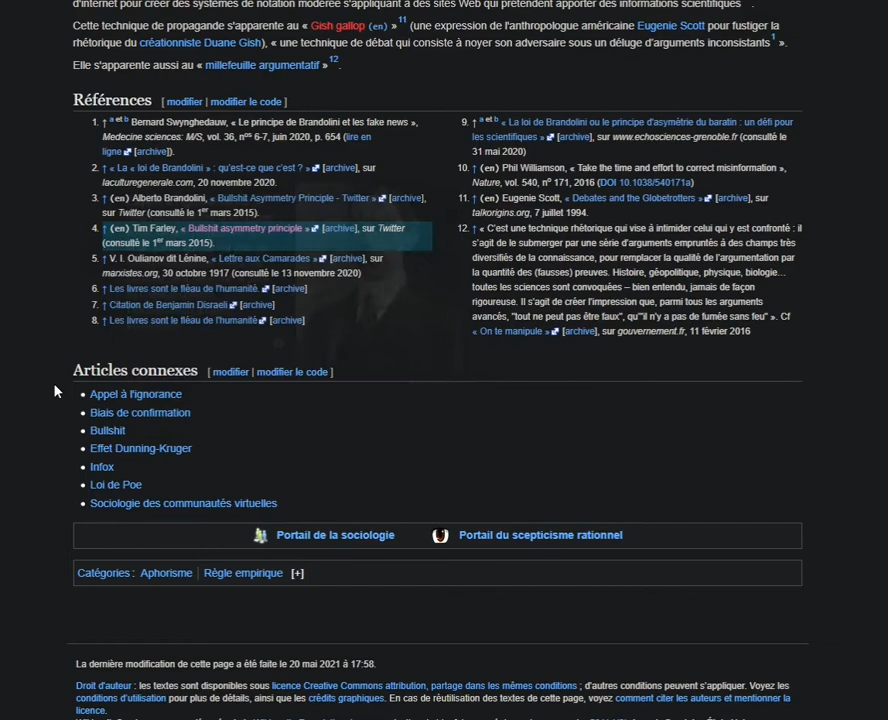 d'internet pour créer des systèmes de notation modérée s'appliquant à des sites Web qui prétendent apporter des informations scientifiques .
Cette technique de propagande s'apparente au « Gish gallop (en) »11 (une expression de l'anthropologue américaine Eugenie Scott pour fustiger la
rhétorique du créationniste Duane Gish), « une technique de débat qui consiste à noyer son adversaire sous un déluge d'arguments inconsistants1 ».
Elle s'apparente aussi au « millefeuille argumentatif »12.
Références [ modifier | modifier le code ]
1. ↑ a et b Bernard Swynghedauw, « Le principe de Brandolini et les fake news »,
Medecine sciences: M/S, vol. 36, nos 6-7, juin 2020, p. 654 (lire en
ligne [archive]).
2. ↑ « La « loi de Brandolini » : qu'est-ce que c'est ? » [archive], sur
laculturegenerale.com, 20 novembre 2020.
3. ↑ (en) Alberto Brandolini, « Bullshit Asymmetry Principle - Twitter » [archive],
sur Twitter (consulté le 1er mars 2015).
4. ↑ (en) Tim Farley, « Bullshit asymmetry principle » [archive], sur Twitter
(consulté le 1er mars 2015).
5. ↑ V. I. Oulianov dit Lénine, « Lettre aux Camarades » [archive], sur
marxistes.org, 30 octobre 1917 (consulté le 13 novembre 2020)
6. ↑ Les livres sont le fléau de l'humanité. [archive]
7. ↑ Citation de Benjamin Disraeli [archive]
8. ↑ Les livres sont le fléau de l'humanité [archive]
9. ↑ a et b « La loi de Brandolini ou le principe d'asymétrie du baratin : un défi pour
les scientifiques » [archive], sur www.echosciences-grenoble.fr (consulté le
31 mai 2020)
10. ↑ (en) Phil Williamson, « Take the time and effort to correct misinformation »,
Nature, vol. 540, no 171, 2016 (DOI 10.1038/540171a)
11. ↑ (en) Eugenie Scott, « Debates and the Globetrotters » [archive], sur
talkorigins.org, 7 juillet 1994.
12. ↑ « C'est une technique rhétorique qui vise à intimider celui qui y est confronté : il
s'agit de le submerger par une série d'arguments empruntés à des champs très
diversifiés de la connaissance, pour remplacer la qualité de l'argumentation par
la quantité des (fausses) preuves. Histoire, géopolitique, physique, biologie...
toutes les sciences sont convoquées – bien entendu, jamais de façon
rigoureuse. Il s'agit de créer l'impression que, parmi tous les arguments
avancés, "tout ne peut pas être faux", qu'"il n'y a pas de fumée sans feu" ». Cf
« On te manipule » [archive], sur gouvernement.fr, 11 février 2016
Articles connexes [ modifier | modifier le code ]
• Appel à l'ignorance
• Biais de confirmation
• Bullshit
• Effet Dunning-Kruger
• Infox
• Loi de Poe
• Sociologie des communautés virtuelles
Portail de la sociologie Portail du scepticisme rationnel
Catégories : Aphorisme | Règle empirique [+]
La dernière modification de cette page a été faite le 20 mai 2021 à 17:58.
Droit d'auteur : les textes sont disponibles sous licence Creative Commons attribution, partage dans les mêmes conditions ; d'autres conditions peuvent s'appliquer. Voyez les
conditions d'utilisation pour plus de détails, ainsi que les crédits graphiques. En cas de réutilisation des textes de cette page, voyez comment citer les auteurs et mentionner la
licence.